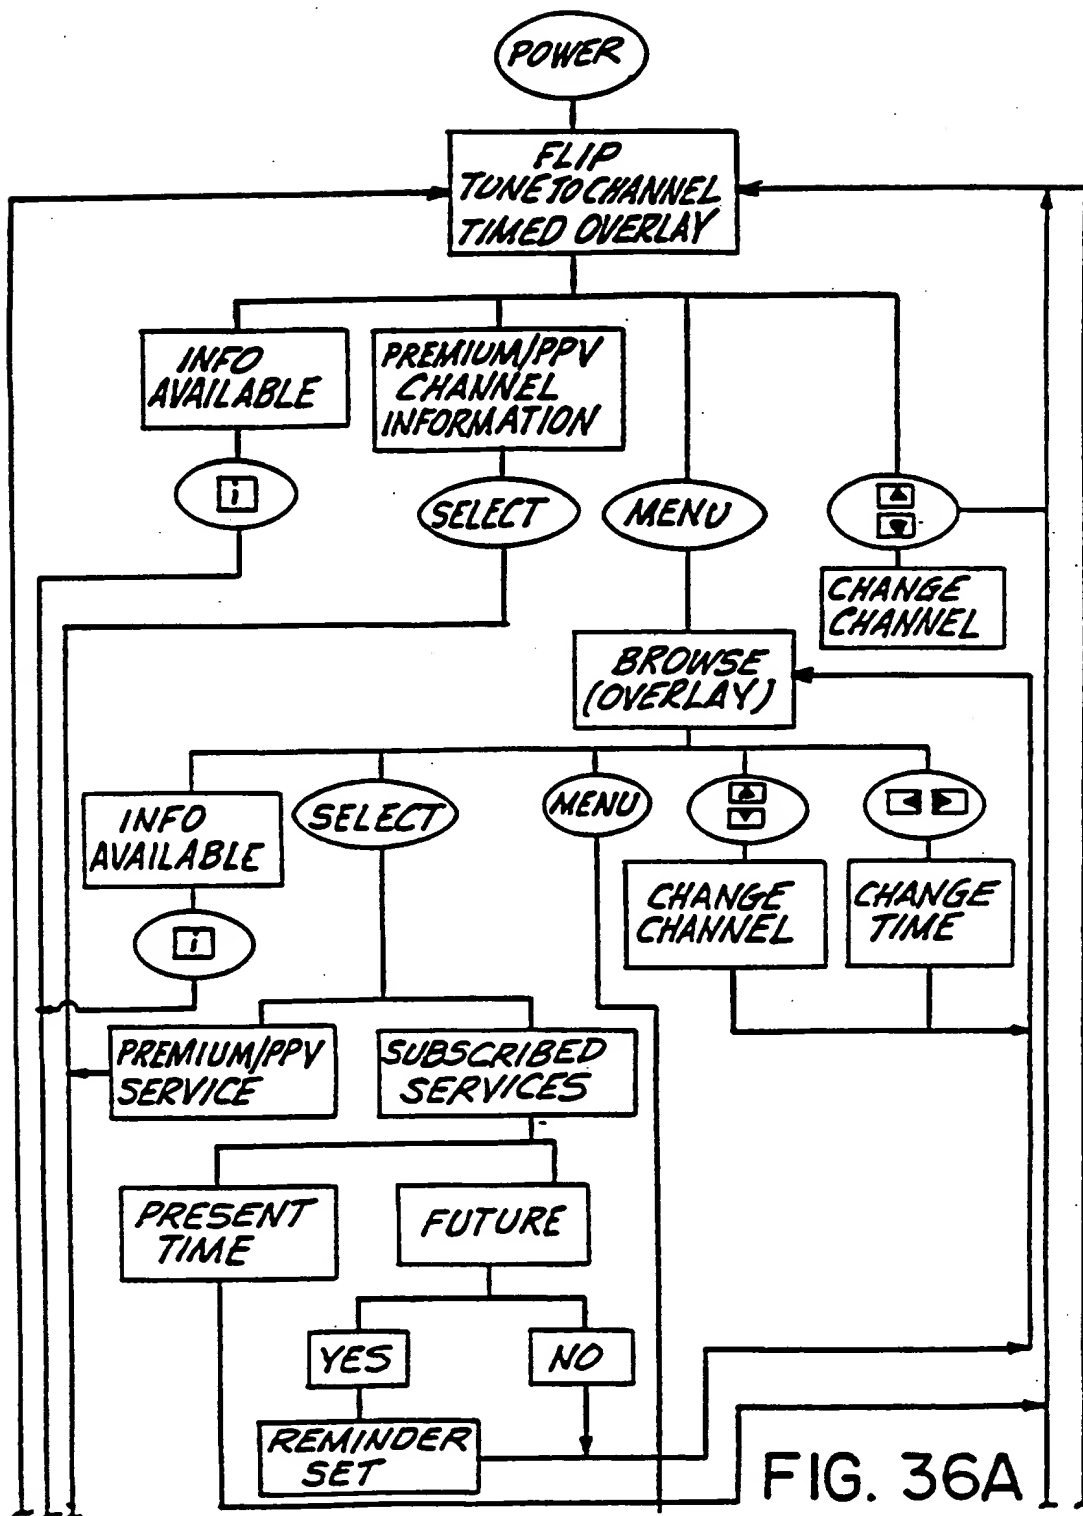 POWER
FLIP
TUNE TO CHANNEL
TIMED OVERLAY
INFO
AVAILABLE
PREMIUM/PPV
CHANNEL
INFORMATION
i
SELECT
MENU
CHANGE
CHANNEL
BROWSE
(OVERLAY)
INFO
AVAILABLE
SELECT
MENU
CHANGE
CHANNEL
CHANGE
TIME
i
PREMIUM/PPV
SERVICE
SUBSCRIBED
SERVICES
PRESENT
TIME
FUTURE
YES
NO
REMINDER
SET
FIG. 36A